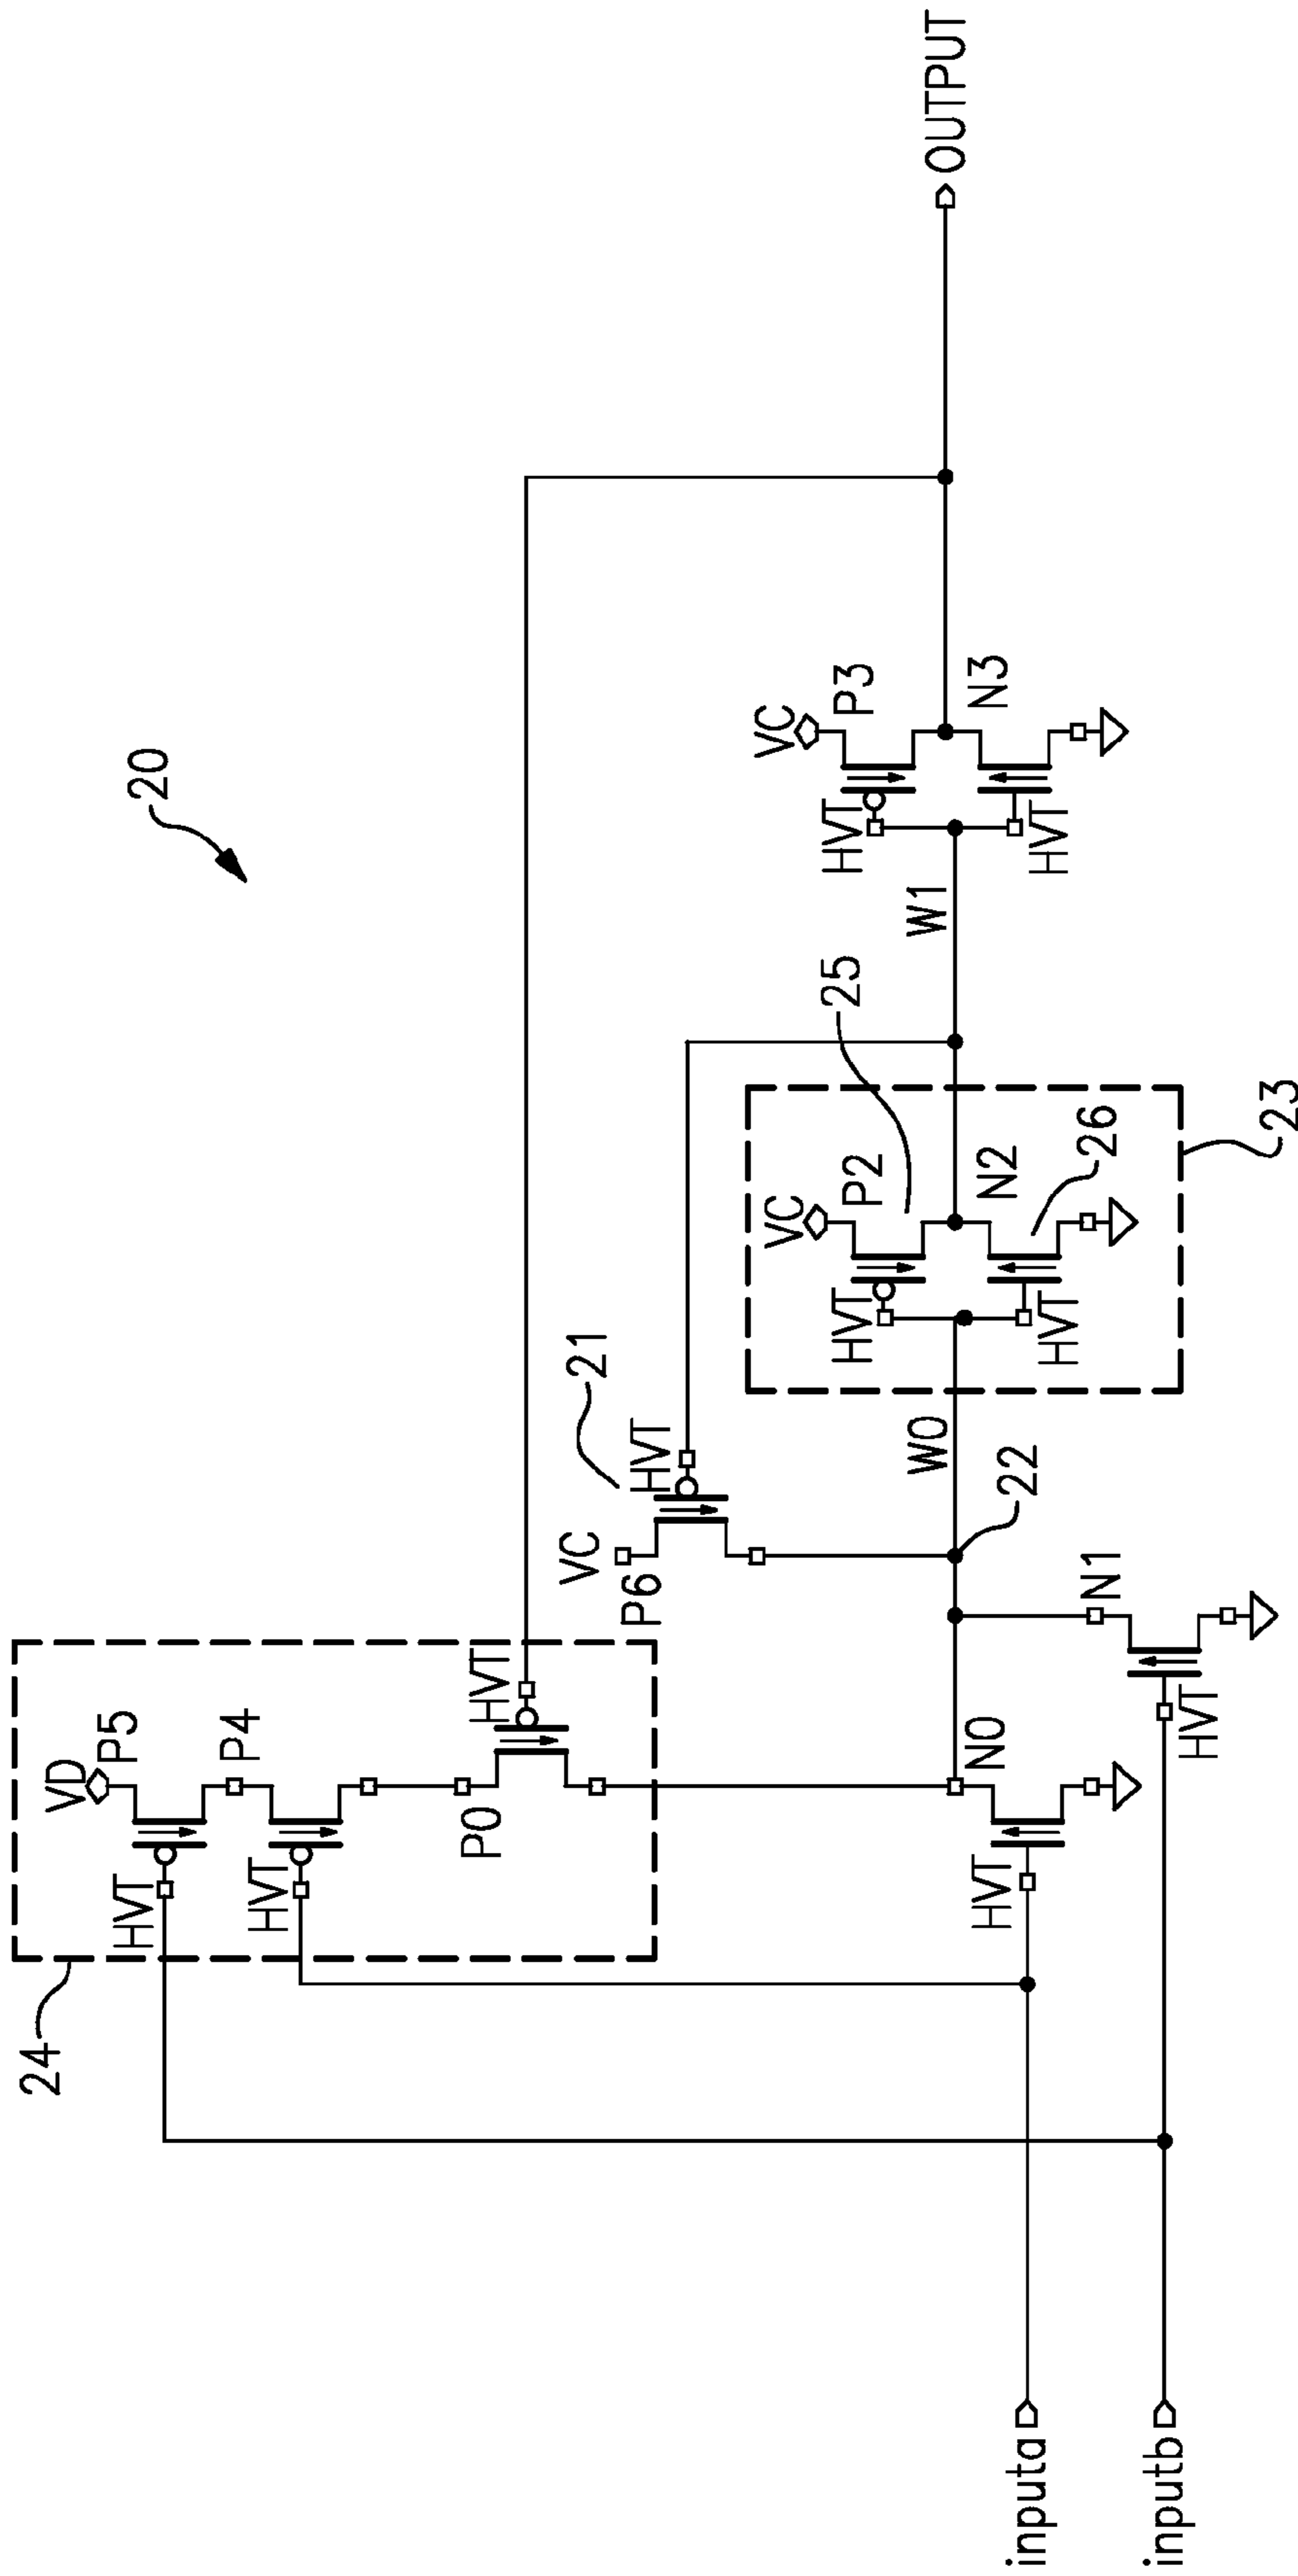 20
24
VD
P5
HVT
P4
HVT
P0
HVT
VC
P6
HVT
21
22
W0
VC
P2
HVT
25
N2
HVT
26
23
W1
VC
P3
HVT
N3
HVT
OUTPUT
N0
HVT
N1
HVT
inputa
inputb